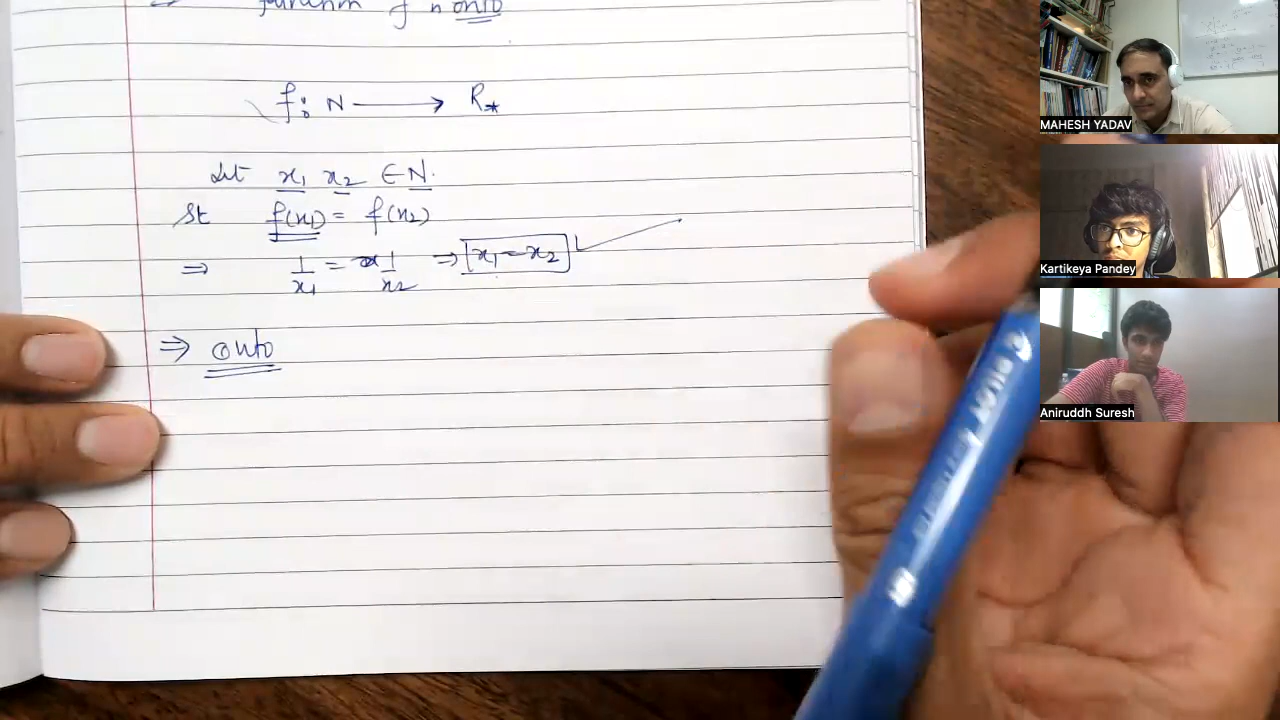 f n onto
f: N → R*
Let x₁ x₂ ∈ N.
St f(x₁) = f(x₂)
⇒ 1/x₁ = 1/x₂ ⇒ x₁ = x₂
⇒ onto
MAHESH YADAV
Kartikeya Pandey
Aniruddh Suresh